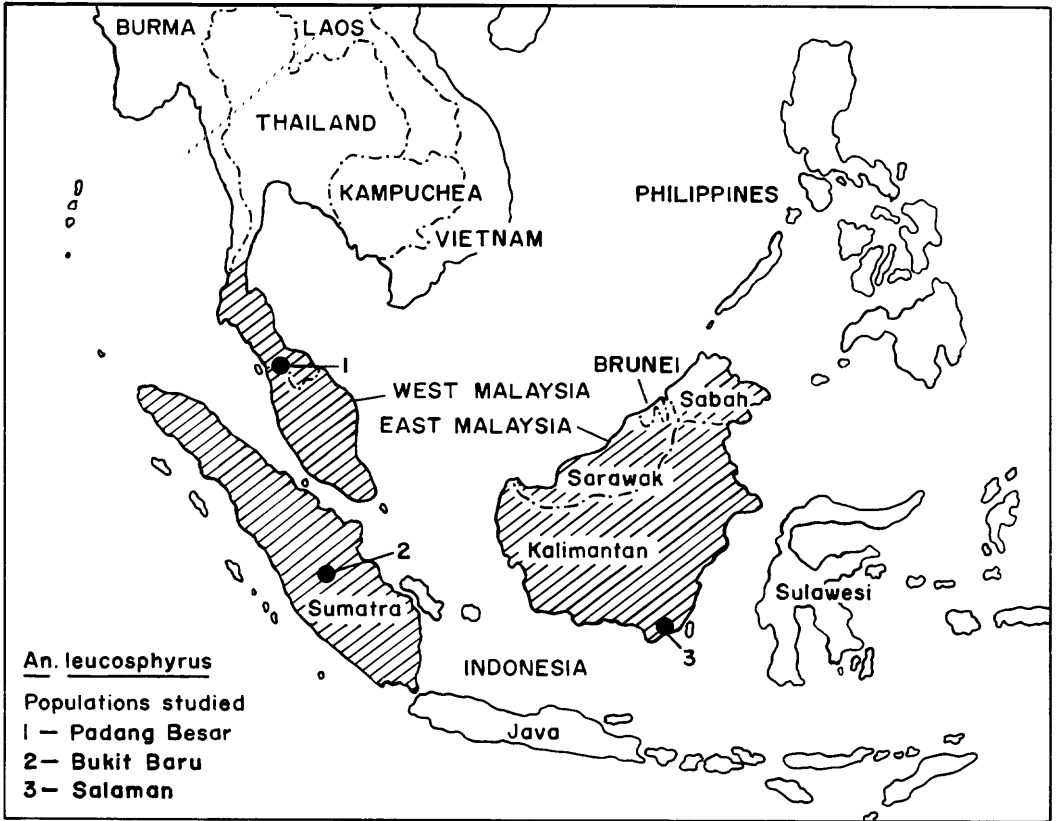 BURMA
LAOS
THAILAND
KAMPUCHEA
VIETNAM
PHILIPPINES
1
WEST MALAYSIA
EAST MALAYSIA
BRUNEI
Sabah
Sarawak
Kalimantan
2
Sumatra
Sulawesi
3
INDONESIA
Java
An. leucosphyrus
Populations studied
1 — Padang Besar
2 — Bukit Baru
3 — Salaman